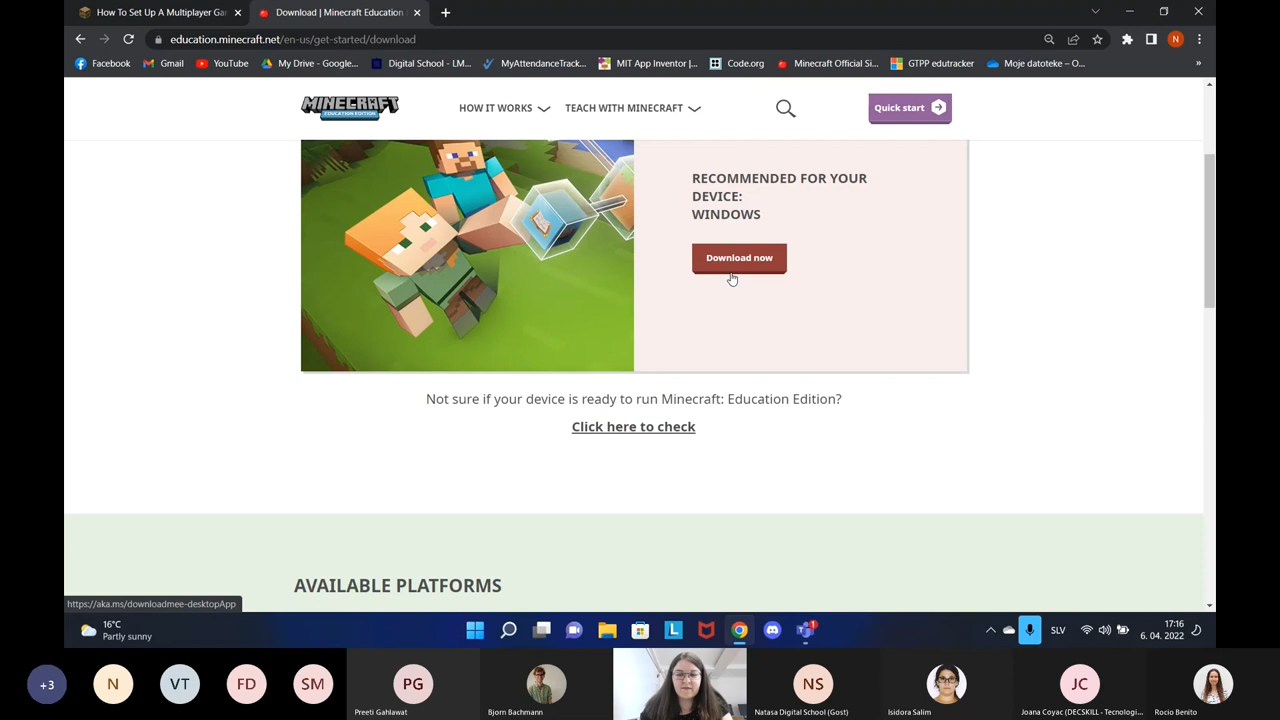 How To Set Up A Multiplayer Ga
Download | Minecraft Education
education.minecraft.net/en-us/get-started/download
N
Facebook
Gmail
YouTube
My Drive - Google...
Digital School - LM...
MyAttendanceTrack...
MIT App Inventor |...
Code.org
Minecraft Official Si...
GTPP edutracker
Moje datoteke – O...
»
MINECRAFT
EDUCATION EDITION
HOW IT WORKS
TEACH WITH MINECRAFT
Quick start
RECOMMENDED FOR YOUR
DEVICE:
WINDOWS
Download now
Not sure if your device is ready to run Minecraft: Education Edition?
Click here to check
AVAILABLE PLATFORMS
https://aka.ms/downloadmee-desktopApp
16°C
Partly sunny
L
1
SLV
17:16
6. 04. 2022
+3
N
VT
FD
SM
PG
Preeti Gahlawat
Bjorn Bachmann
NS
Natasa Digital School (Gost)
Isidora Salim
JC
Joana Coyac (DECSKILL - Tecnologi...
Rocio Benito